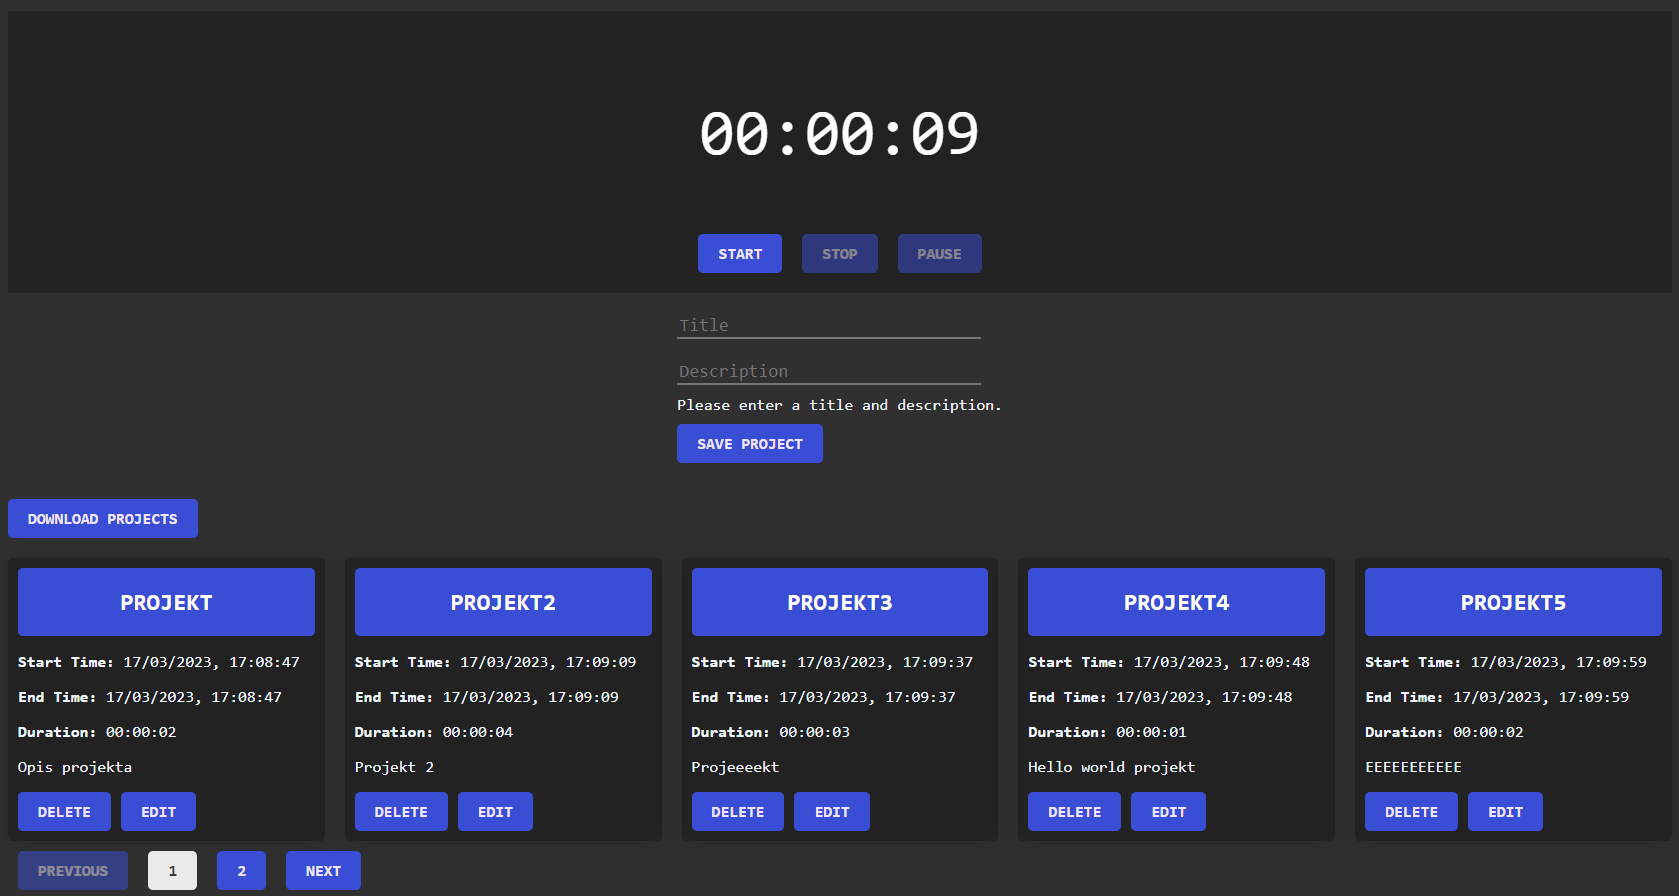 00:00:09
START STOP PAUSE
Title
Description
Please enter a title and description.
SAVE PROJECT
DOWNLOAD PROJECTS
PROJEKT
Start Time: 17/03/2023, 17:08:47
End Time: 17/03/2023, 17:08:47
Duration: 00:00:02
Opis projekta
DELETE EDIT
PROJEKT2
Start Time: 17/03/2023, 17:09:09
End Time: 17/03/2023, 17:09:09
Duration: 00:00:04
Projekt 2
DELETE EDIT
PROJEKT3
Start Time: 17/03/2023, 17:09:37
End Time: 17/03/2023, 17:09:37
Duration: 00:00:03
Projeeeekt
DELETE EDIT
PROJEKT4
Start Time: 17/03/2023, 17:09:48
End Time: 17/03/2023, 17:09:48
Duration: 00:00:01
Hello world projekt
DELETE EDIT
PROJEKT5
Start Time: 17/03/2023, 17:09:59
End Time: 17/03/2023, 17:09:59
Duration: 00:00:02
EEEEEEEEEEE
DELETE EDIT
PREVIOUS 1 2 NEXT